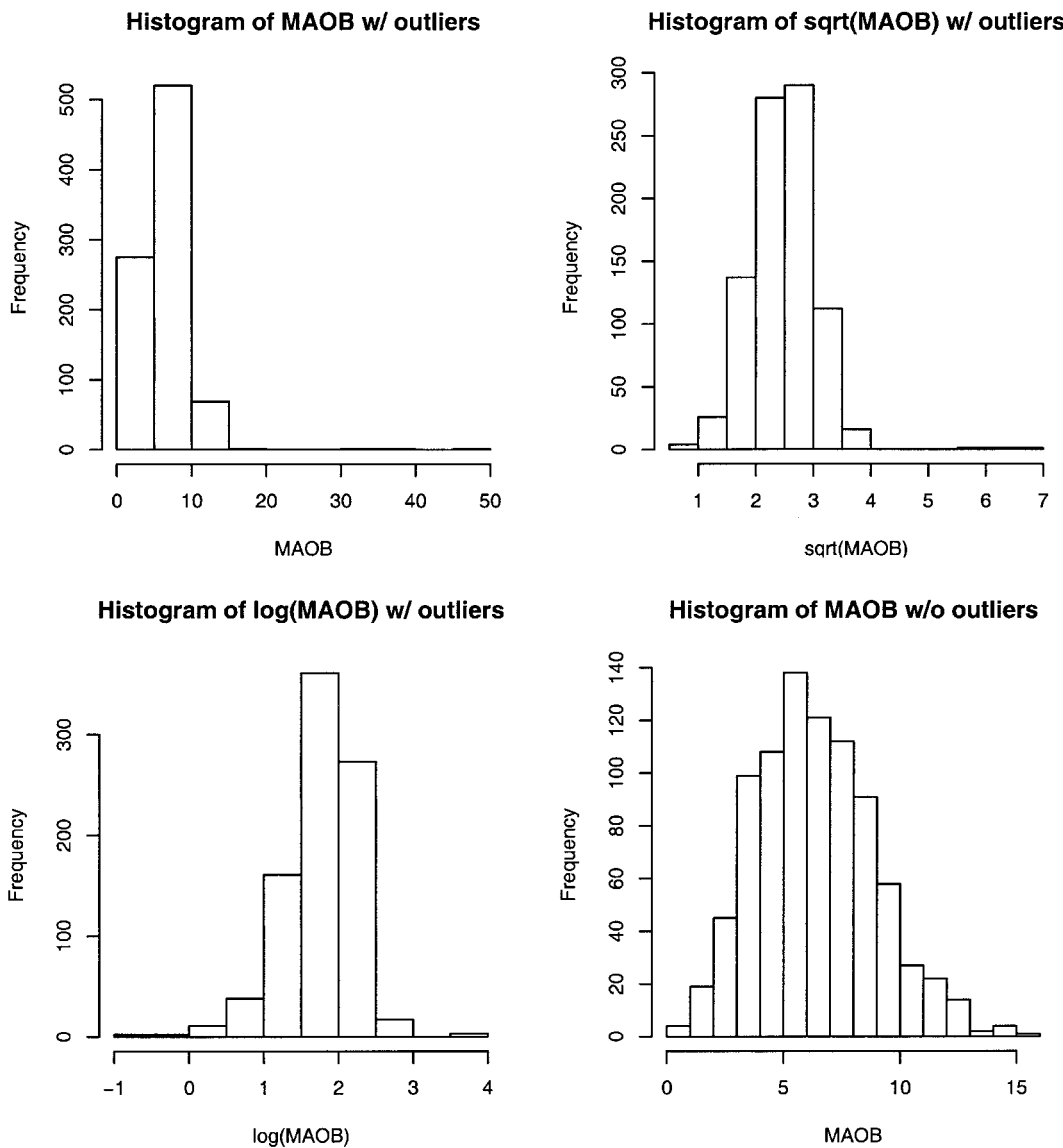 Histogram of MAOB w/ outliers
Frequency
500
400
300
200
100
0
0 10 20 30 40 50
MAOB
Histogram of sqrt(MAOB) w/ outliers
Frequency
300
250
200
150
100
50
0
1 2 3 4 5 6 7
sqrt(MAOB)
Histogram of log(MAOB) w/ outliers
Frequency
300
200
100
0
−1 0 1 2 3 4
log(MAOB)
Histogram of MAOB w/o outliers
Frequency
140
120
100
80
60
40
20
0
0 5 10 15
MAOB